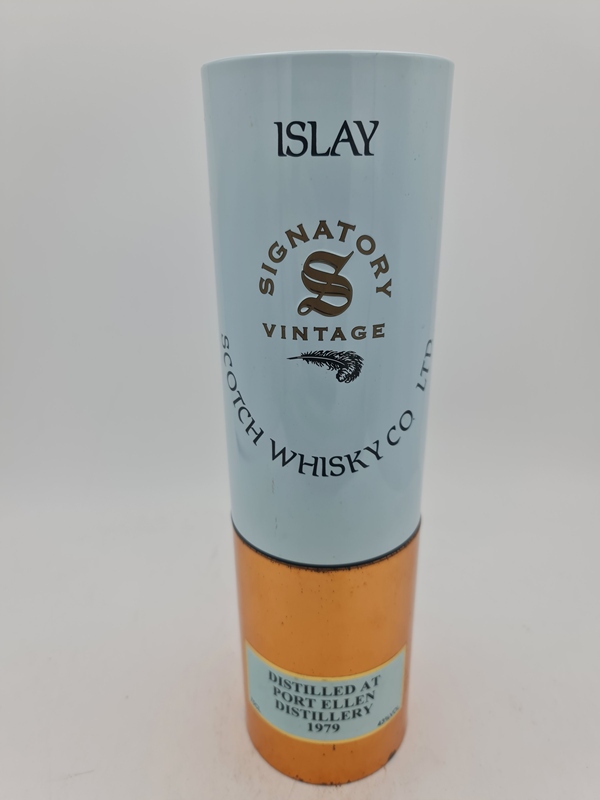 ISLAY
SIGNATORY
S
VINTAGE
SCOTCH WHISKY CO LTD
DISTILLED AT
PORT ELLEN
DISTILLERY
1979